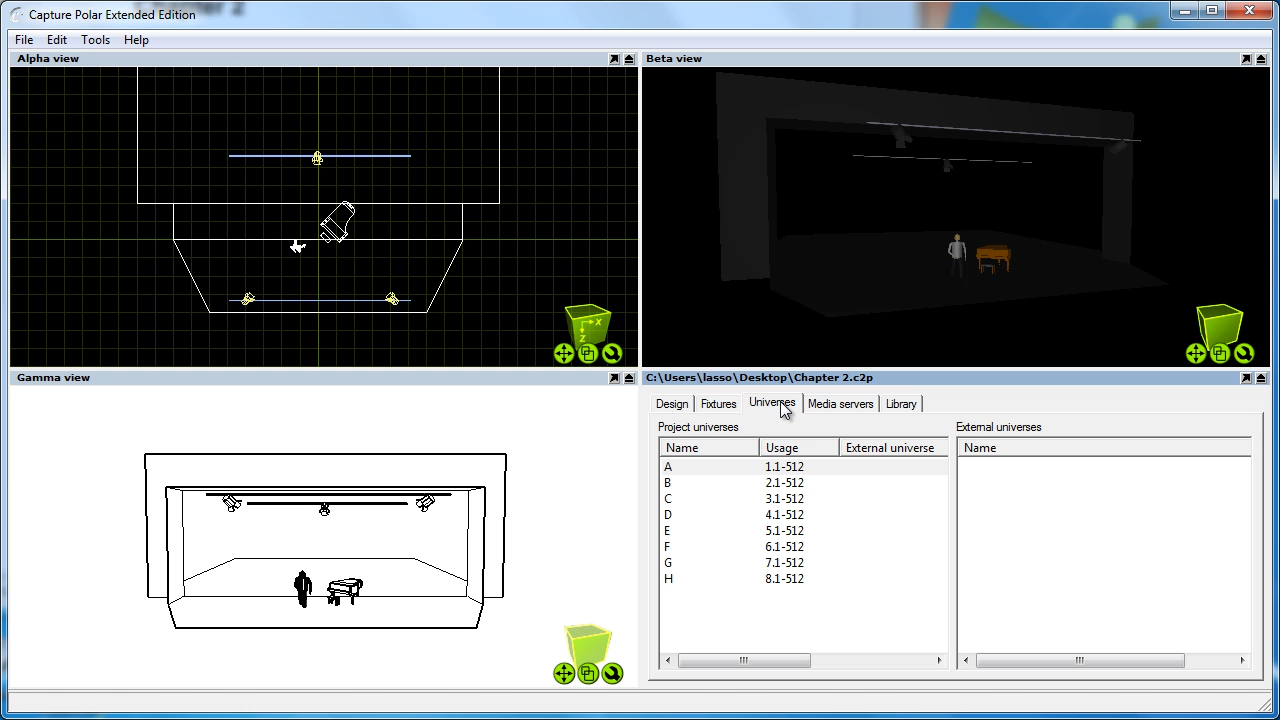 Chapter 2
Capture Polar Extended Edition
File Edit Tools Help
Alpha view
Beta view
X
Z
Gamma view
C:\Users\lasso\Desktop\Chapter 2.c2p
Design Fixtures Universes Media servers Library
Project universes
External universes
Name Usage External universe
Name
A 1.1-512
B 2.1-512
C 3.1-512
D 4.1-512
E 5.1-512
F 6.1-512
G 7.1-512
H 8.1-512